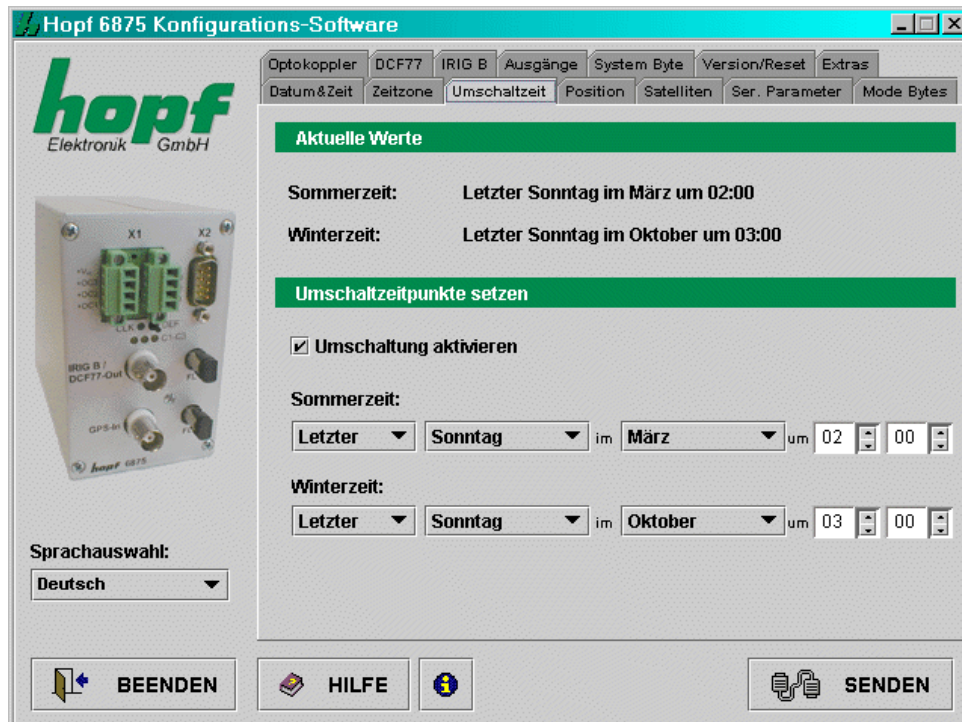 Hopf 6875 Konfigurations-Software
hopf
Elektronik GmbH
Optokoppler DCF77 IRIG B Ausgänge System Byte Version/Reset Extras
Datum&Zeit Zeitzone Umschaltzeit Position Satelliten Ser. Parameter Mode Bytes
Aktuelle Werte
Sommerzeit: Letzter Sonntag im März um 02:00
Winterzeit: Letzter Sonntag im Oktober um 03:00
Umschaltzeitpunkte setzen
Umschaltung aktivieren
Sommerzeit:
Letzter Sonntag im März um 02 00
Winterzeit:
Letzter Sonntag im Oktober um 03 00
X1 X2
CLK DEF
C1-C3
IRIG B /
DCF77-Out
GPS-In
hopf 6875
Sprachauswahl:
Deutsch
BEENDEN HILFE SENDEN